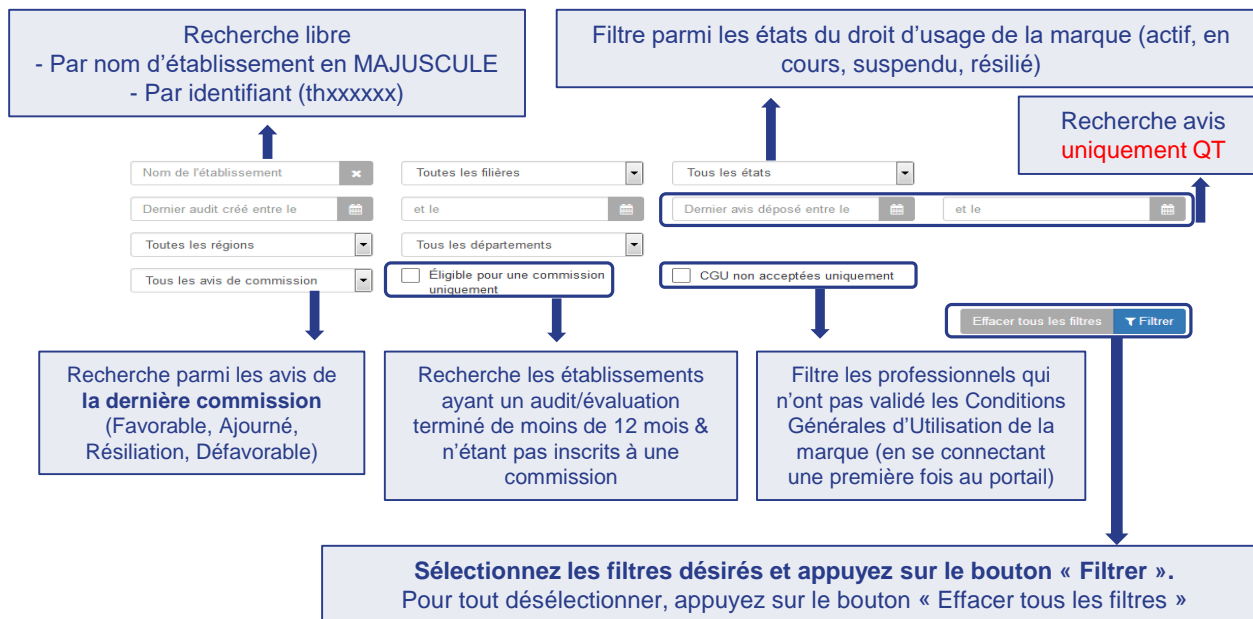 Recherche libre
- Par nom d'établissement en MAJUSCULE
- Par identifiant (thxxxxxx)
Filtre parmi les états du droit d'usage de la marque (actif, en
cours, suspendu, résilié)
Recherche avis
uniquement QT
Nom de l'établissement
Toutes les filières
Tous les états
Dernier audit créé entre le
et le
Dernier avis déposé entre le
et le
Toutes les régions
Tous les départements
Tous les avis de commission
Éligible pour une commission
uniquement
CGU non acceptées uniquement
Effacer tous les filtres
Filtrer
Recherche parmi les avis de
la dernière commission
(Favorable, Ajourné,
Résiliation, Défavorable)
Recherche les établissements
ayant un audit/évaluation
terminé de moins de 12 mois &
n'étant pas inscrits à une
commission
Filtre les professionnels qui
n'ont pas validé les Conditions
Générales d'Utilisation de la
marque (en se connectant
une première fois au portail)
Sélectionnez les filtres désirés et appuyez sur le bouton « Filtrer ».
Pour tout désélectionner, appuyez sur le bouton « Effacer tous les filtres »